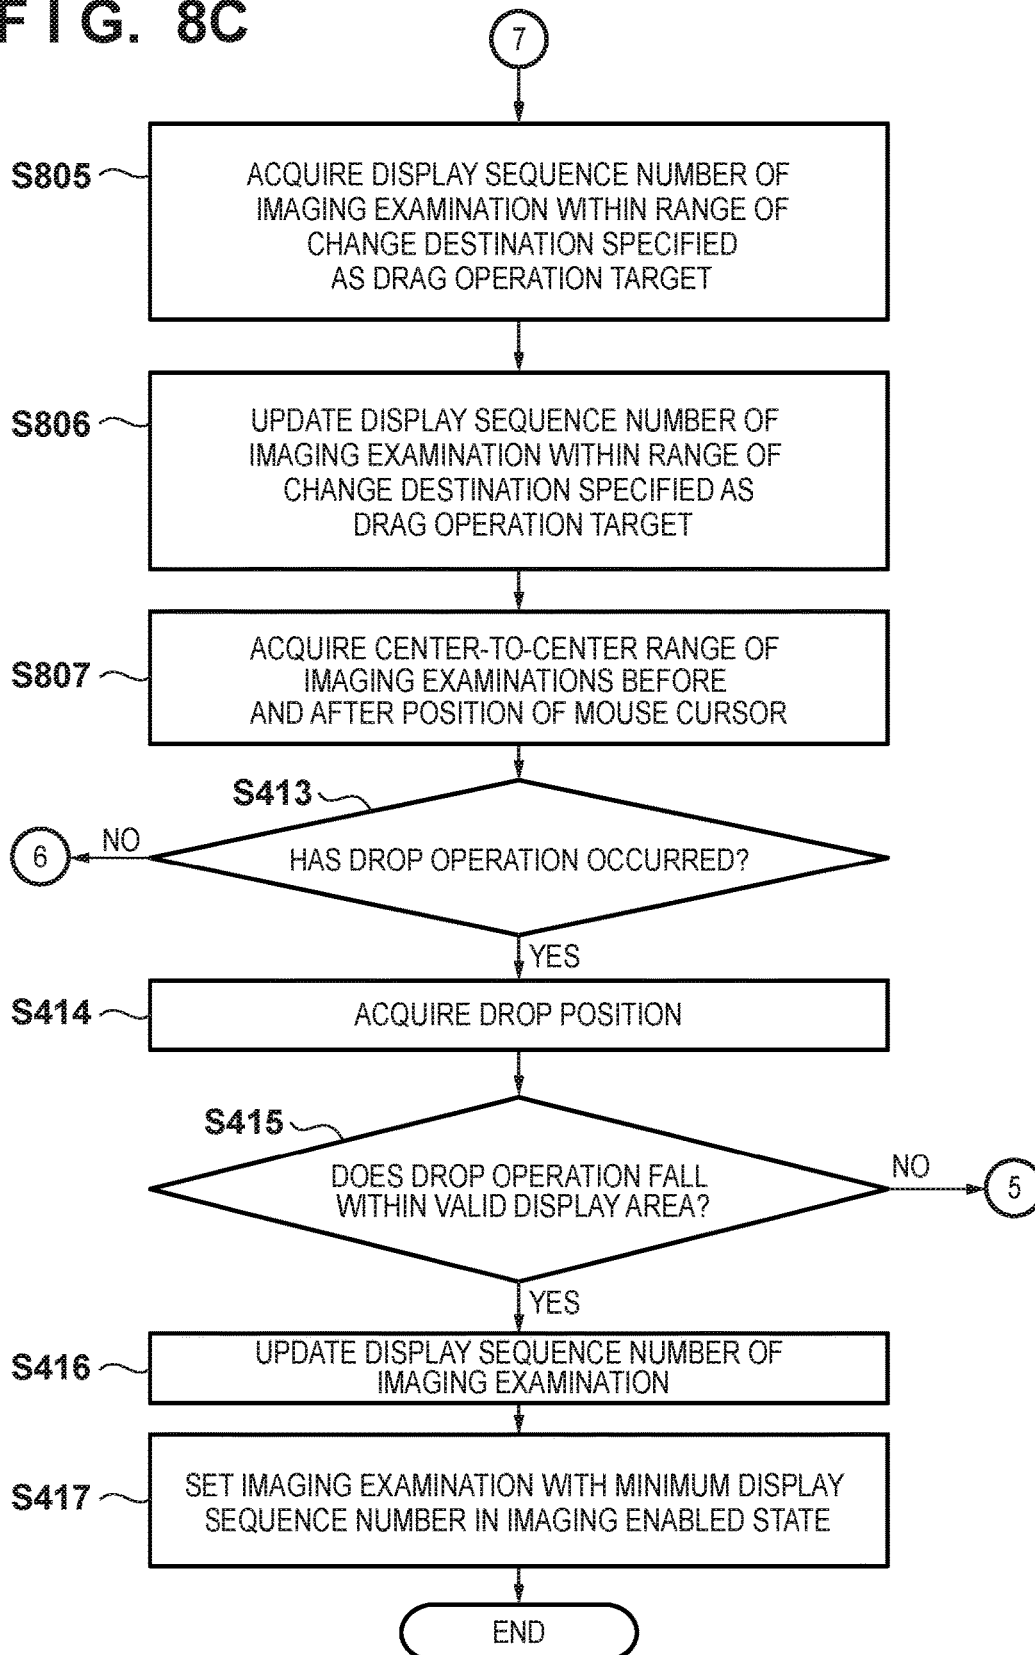 FIG. 8C
7
S805
ACQUIRE DISPLAY SEQUENCE NUMBER OF
IMAGING EXAMINATION WITHIN RANGE OF
CHANGE DESTINATION SPECIFIED
AS DRAG OPERATION TARGET
S806
UPDATE DISPLAY SEQUENCE NUMBER OF
IMAGING EXAMINATION WITHIN RANGE OF
CHANGE DESTINATION SPECIFIED AS
DRAG OPERATION TARGET
S807
ACQUIRE CENTER-TO-CENTER RANGE OF
IMAGING EXAMINATIONS BEFORE
AND AFTER POSITION OF MOUSE CURSOR
S413
6
NO
HAS DROP OPERATION OCCURRED?
YES
S414
ACQUIRE DROP POSITION
S415
DOES DROP OPERATION FALL
WITHIN VALID DISPLAY AREA?
NO
5
YES
S416
UPDATE DISPLAY SEQUENCE NUMBER OF
IMAGING EXAMINATION
S417
SET IMAGING EXAMINATION WITH MINIMUM DISPLAY
SEQUENCE NUMBER IN IMAGING ENABLED STATE
END